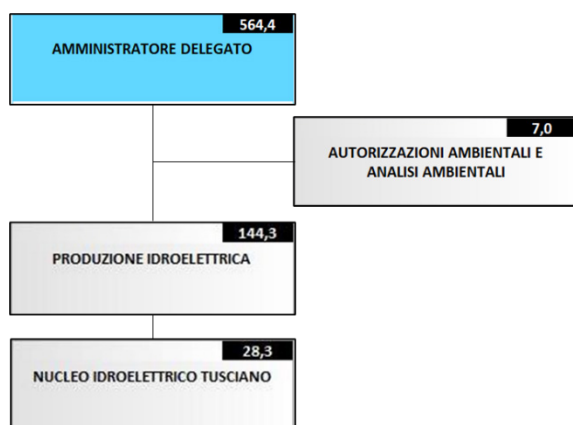 564,4
AMMINISTRATORE DELEGATO
7,0
AUTORIZZAZIONI AMBIENTALI E
ANALISI AMBIENTALI
144,3
PRODUZIONE IDROELETTRICA
28,3
NUCLEO IDROELETTRICO TUSCIANO